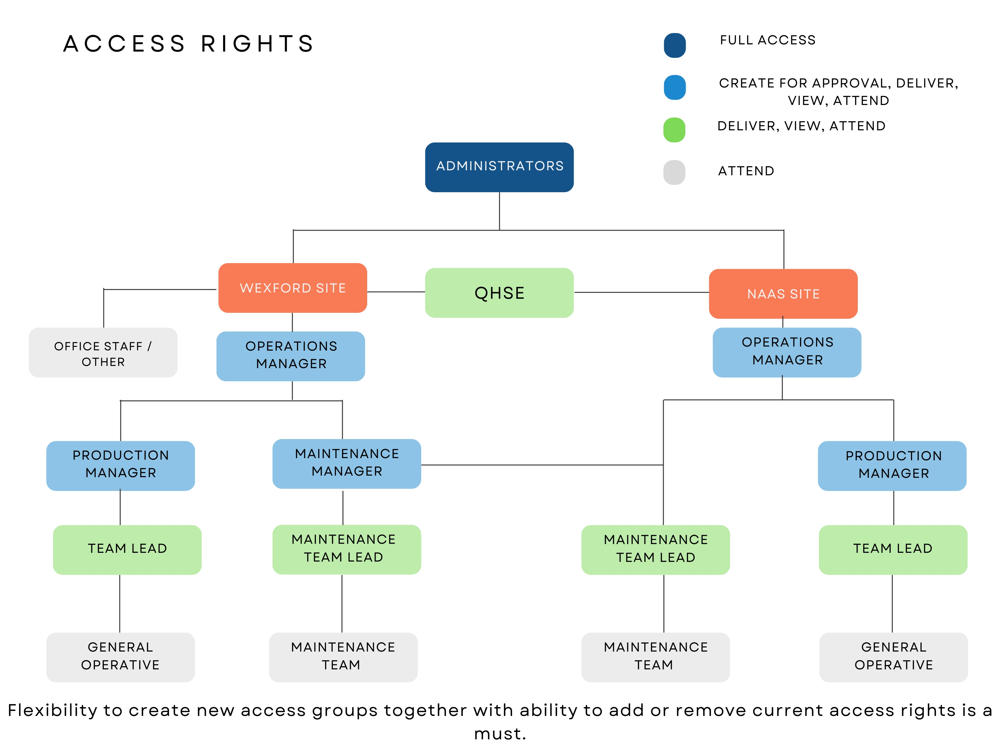 ACCESS RIGHTS
FULL ACCESS
CREATE FOR APPROVAL, DELIVER,
VIEW, ATTEND
DELIVER, VIEW, ATTEND
ATTEND
ADMINISTRATORS
WEXFORD SITE
QHSE
NAAS SITE
OFFICE STAFF /
OTHER
OPERATIONS
MANAGER
OPERATIONS
MANAGER
PRODUCTION
MANAGER
MAINTENANCE
MANAGER
PRODUCTION
MANAGER
TEAM LEAD
MAINTENANCE
TEAM LEAD
MAINTENANCE
TEAM LEAD
TEAM LEAD
GENERAL
OPERATIVE
MAINTENANCE
TEAM
MAINTENANCE
TEAM
GENERAL
OPERATIVE
Flexibility to create new access groups together with ability to add or remove current access rights is a
must.